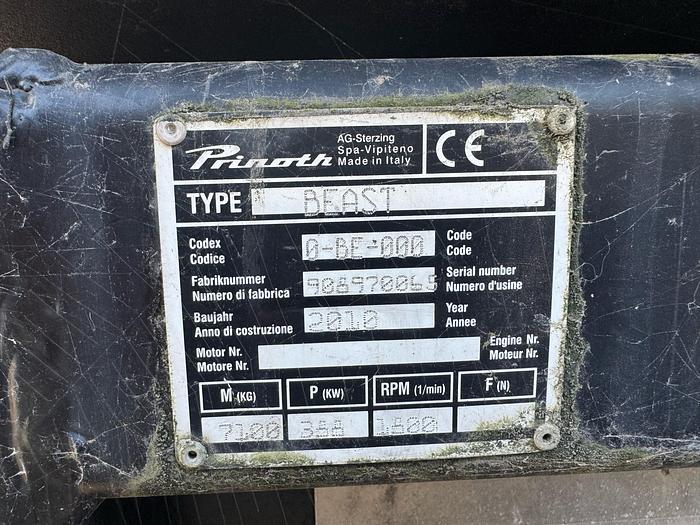 Prinoth
AG-Sterzing
Spa-Vipiteno
Made in Italy
CE
TYPE BEAST
Codex
Codice
0-BE-000
Code
Code
Fabriknummer
Numero di fabbrica
908970065
Serial number
Numero d'usine
Baujahr
Anno di costruzione
2010
Year
Annee
Motor Nr.
Motore Nr.
Engine Nr.
Moteur Nr.
M (KG) P (KW) RPM (1/min) F (N)
7100 388 1800